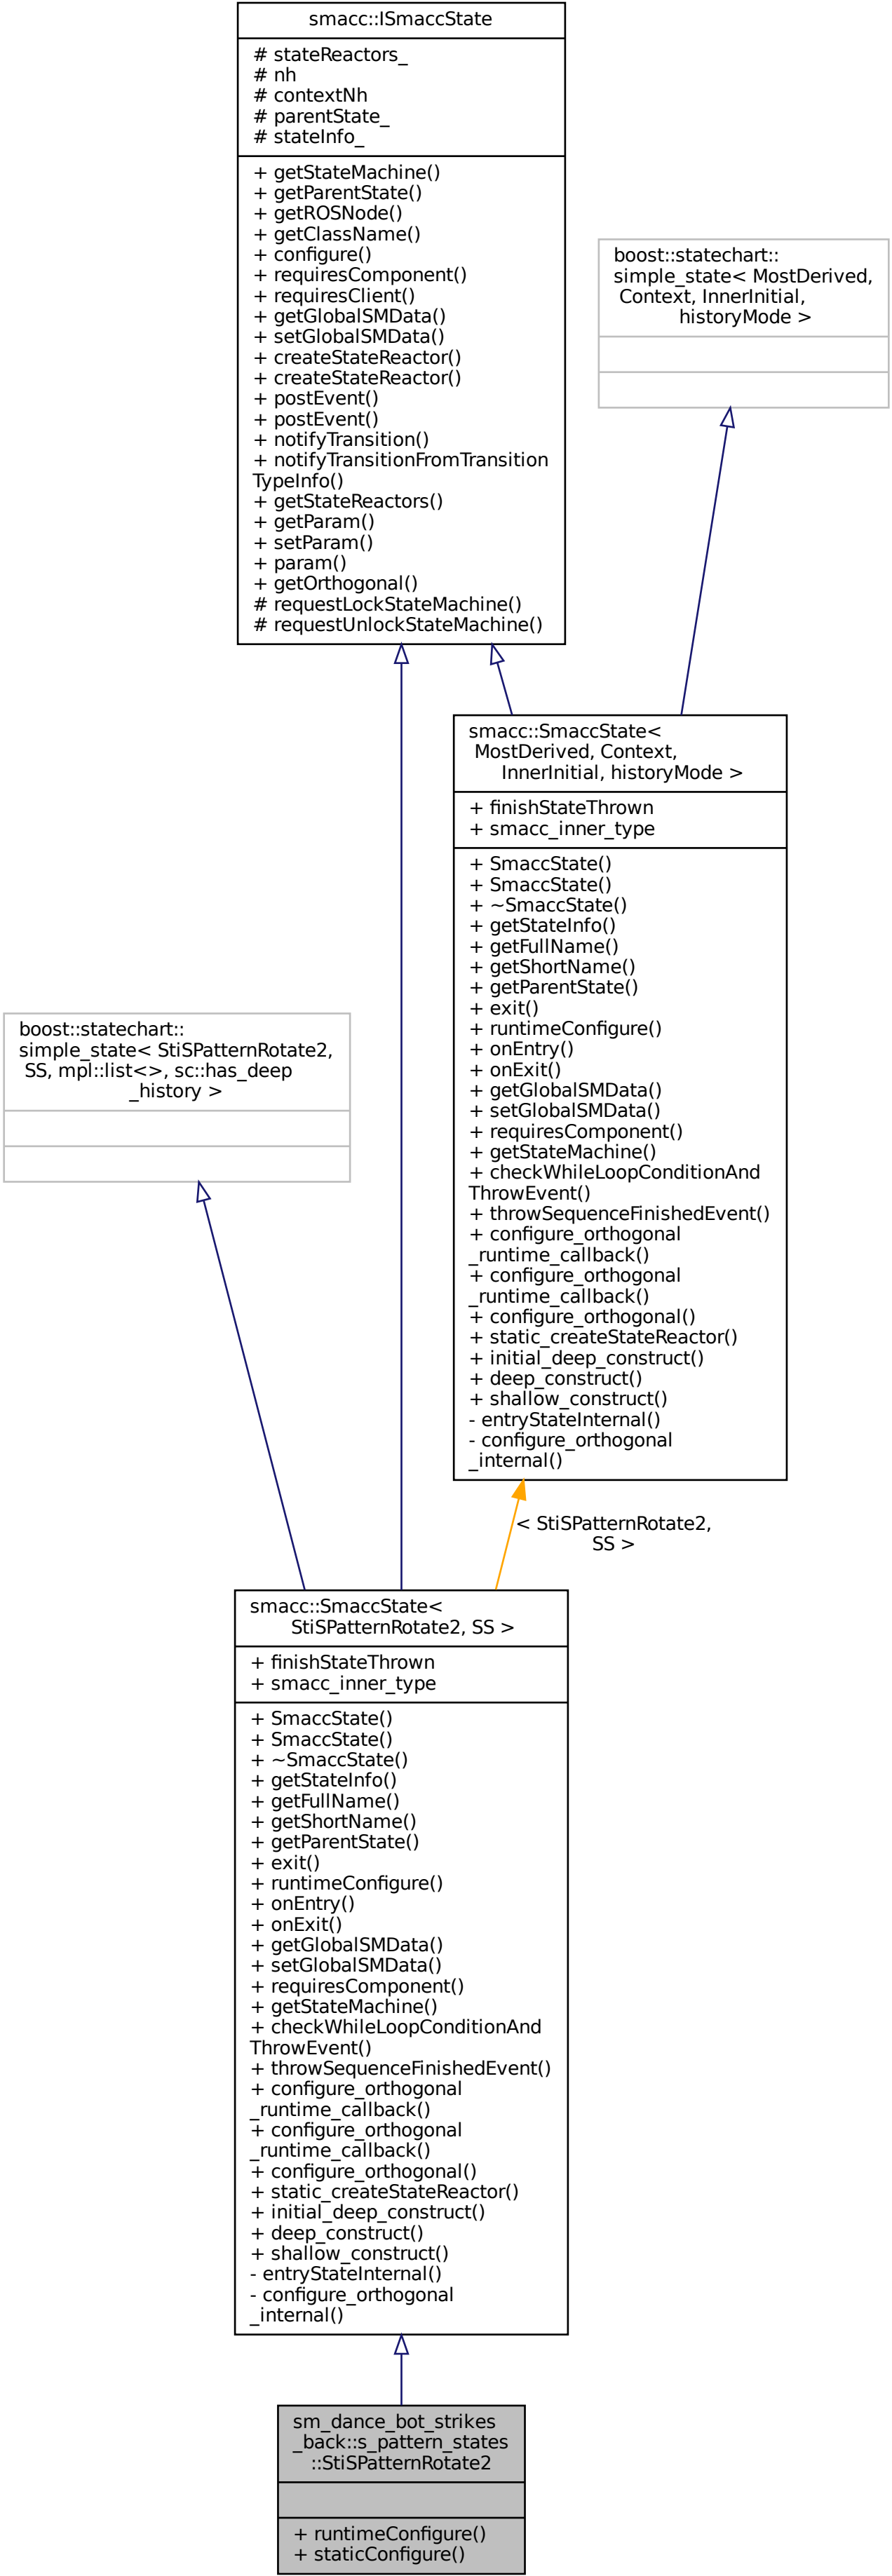 smacc::ISmaccState
# stateReactors_
# nh
# contextNh
# parentState_
# stateInfo_
+ getStateMachine()
+ getParentState()
+ getROSNode()
+ getClassName()
+ configure()
+ requiresComponent()
+ requiresClient()
+ getGlobalSMData()
+ setGlobalSMData()
+ createStateReactor()
+ createStateReactor()
+ postEvent()
+ postEvent()
+ notifyTransition()
+ notifyTransitionFromTransition
TypeInfo()
+ getStateReactors()
+ getParam()
+ setParam()
+ param()
+ getOrthogonal()
# requestLockStateMachine()
# requestUnlockStateMachine()
boost::statechart::
simple_state< MostDerived,
Context, InnerInitial,
historyMode >
smacc::SmaccState<
MostDerived, Context,
InnerInitial, historyMode >
+ finishStateThrown
+ smacc_inner_type
+ SmaccState()
+ SmaccState()
+ ~SmaccState()
+ getStateInfo()
+ getFullName()
+ getShortName()
+ getParentState()
+ exit()
+ runtimeConfigure()
+ onEntry()
+ onExit()
+ getGlobalSMData()
+ setGlobalSMData()
+ requiresComponent()
+ getStateMachine()
+ checkWhileLoopConditionAnd
ThrowEvent()
+ throwSequenceFinishedEvent()
+ configure_orthogonal
_runtime_callback()
+ configure_orthogonal
_runtime_callback()
+ configure_orthogonal()
+ static_createStateReactor()
+ initial_deep_construct()
+ deep_construct()
+ shallow_construct()
- entryStateInternal()
- configure_orthogonal
_internal()
boost::statechart::
simple_state< StiSPatternRotate2,
SS, mpl::list<>, sc::has_deep
_history >
< StiSPatternRotate2,
SS >
smacc::SmaccState<
StiSPatternRotate2, SS >
+ finishStateThrown
+ smacc_inner_type
+ SmaccState()
+ SmaccState()
+ ~SmaccState()
+ getStateInfo()
+ getFullName()
+ getShortName()
+ getParentState()
+ exit()
+ runtimeConfigure()
+ onEntry()
+ onExit()
+ getGlobalSMData()
+ setGlobalSMData()
+ requiresComponent()
+ getStateMachine()
+ checkWhileLoopConditionAnd
ThrowEvent()
+ throwSequenceFinishedEvent()
+ configure_orthogonal
_runtime_callback()
+ configure_orthogonal
_runtime_callback()
+ configure_orthogonal()
+ static_createStateReactor()
+ initial_deep_construct()
+ deep_construct()
+ shallow_construct()
- entryStateInternal()
- configure_orthogonal
_internal()
sm_dance_bot_strikes
_back::s_pattern_states
::StiSPatternRotate2
+ runtimeConfigure()
+ staticConfigure()